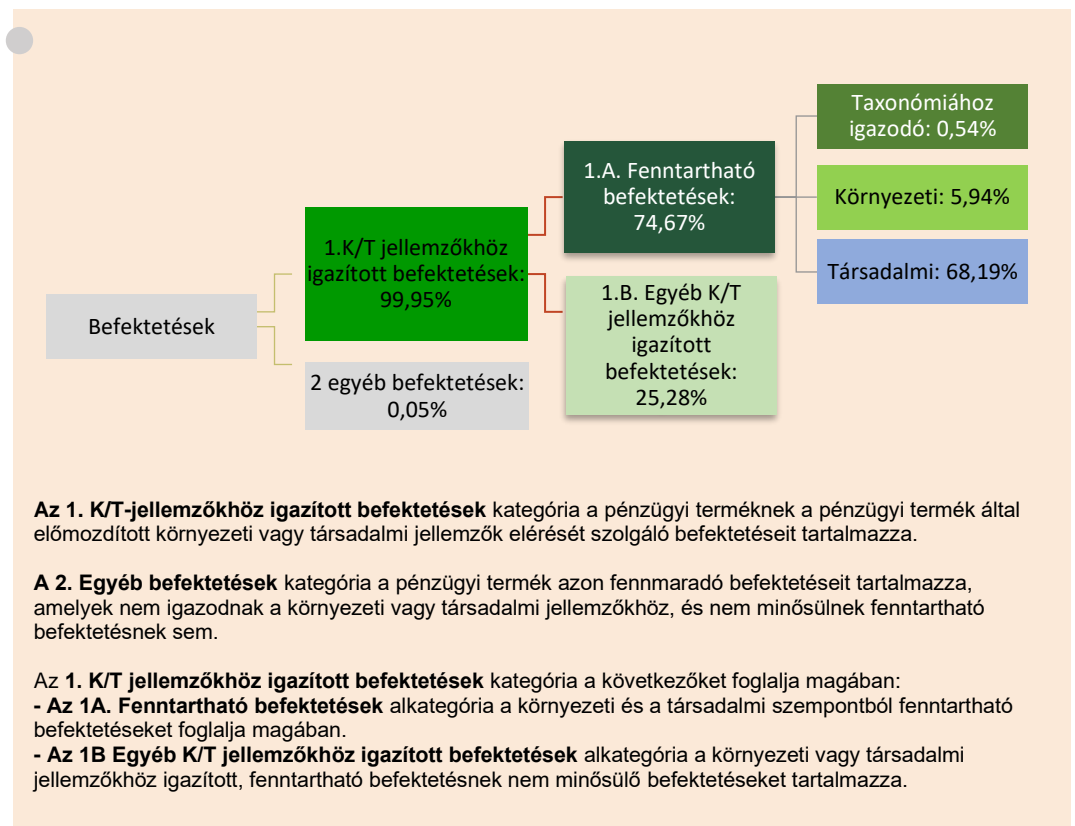 Befektetések
1.K/T jellemzőkhöz
igazított befektetések:
99,95%
2 egyéb befektetések:
0,05%
1.A. Fenntartható
befektetések:
74,67%
1.B. Egyéb K/T
jellemzőkhöz
igazított
befektetések:
25,28%
Taxonómiához
igazodó: 0,54%
Környezeti: 5,94%
Társadalmi: 68,19%
Az 1. K/T-jellemzőkhöz igazított befektetések kategória a pénzügyi terméknek a pénzügyi termék által
előmozdított környezeti vagy társadalmi jellemzők elérését szolgáló befektetéseit tartalmazza.
A 2. Egyéb befektetések kategória a pénzügyi termék azon fennmaradó befektetéseit tartalmazza,
amelyek nem igazodnak a környezeti vagy társadalmi jellemzőkhöz, és nem minősülnek fenntartható
befektetésnek sem.
Az 1. K/T jellemzőkhöz igazított befektetések kategória a következőket foglalja magában:
- Az 1A. Fenntartható befektetések alkategória a környezeti és a társadalmi szempontból fenntartható
befektetéseket foglalja magában.
- Az 1B Egyéb K/T jellemzőkhöz igazított befektetések alkategória a környezeti vagy társadalmi
jellemzőkhöz igazított, fenntartható befektetésnek nem minősülő befektetéseket tartalmazza.